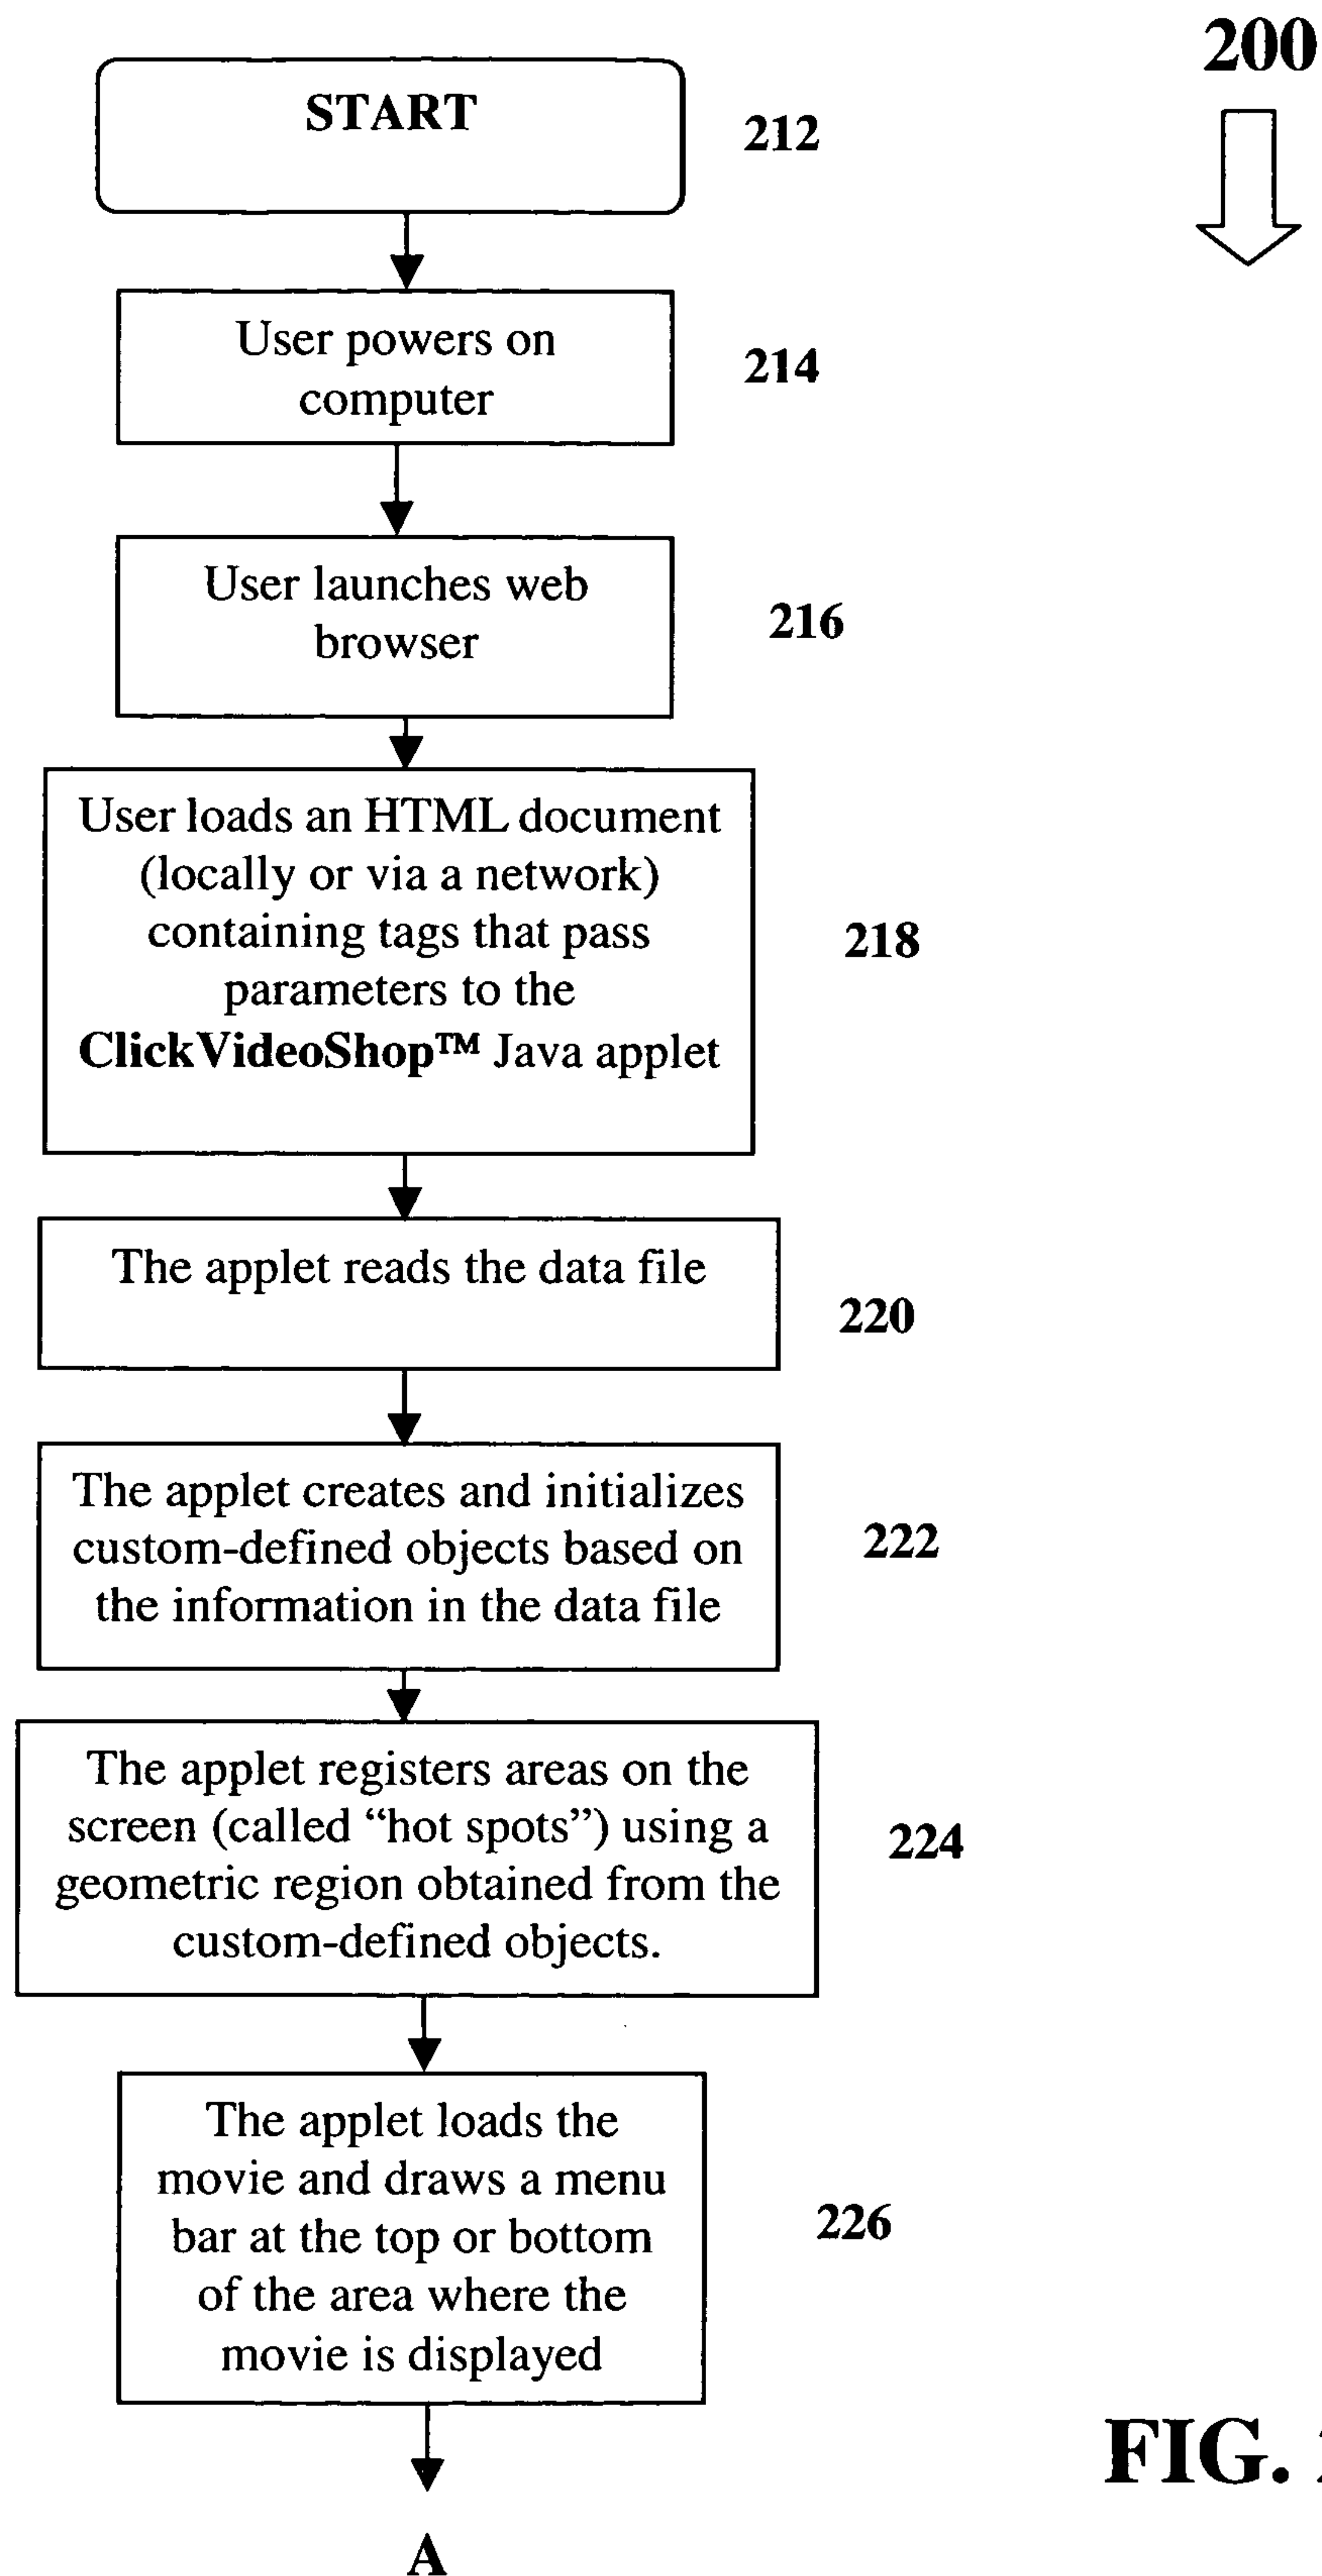 200
START
212
User powers on
computer
214
User launches web
browser
216
User loads an HTML document
(locally or via a network)
containing tags that pass
parameters to the
ClickVideoShop™ Java applet
218
The applet reads the data file
220
The applet creates and initializes
custom-defined objects based on
the information in the data file
222
The applet registers areas on the
screen (called “hot spots”) using a
geometric region obtained from the
custom-defined objects.
224
The applet loads the
movie and draws a menu
bar at the top or bottom
of the area where the
movie is displayed
226
FIG.
A